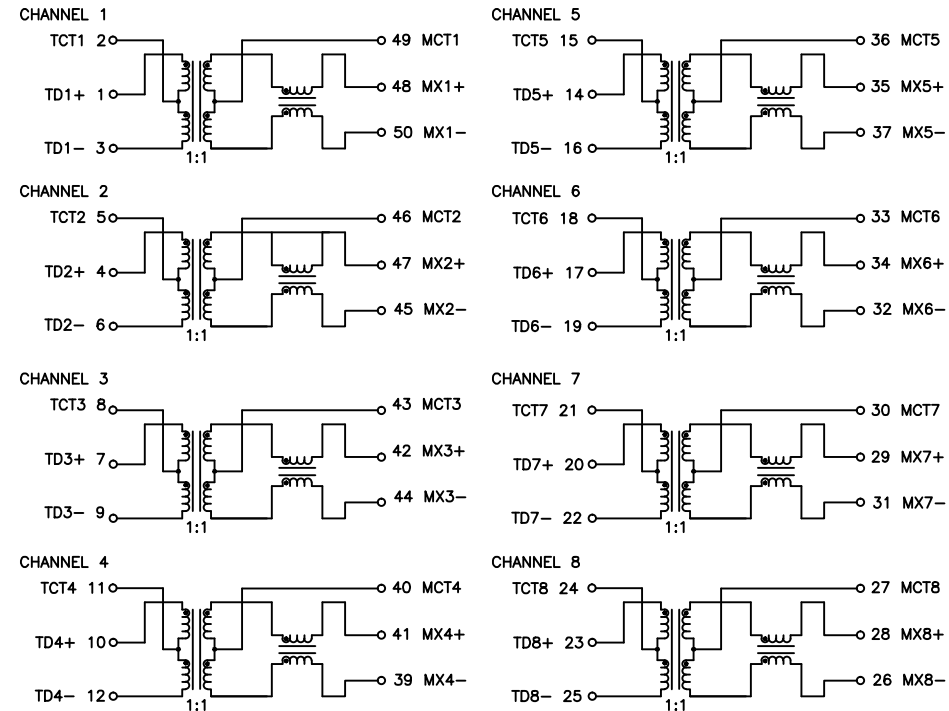 CHANNEL 1
TCT1 2
49 MCT1
TD1+ 1
48 MX1+
TD1- 3
50 MX1-
1:1
CHANNEL 5
TCT5 15
36 MCT5
TD5+ 14
35 MX5+
TD5- 16
37 MX5-
1:1
CHANNEL 2
TCT2 5
46 MCT2
TD2+ 4
47 MX2+
TD2- 6
45 MX2-
1:1
CHANNEL 6
TCT6 18
33 MCT6
TD6+ 17
34 MX6+
TD6- 19
32 MX6-
1:1
CHANNEL 3
TCT3 8
43 MCT3
TD3+ 7
42 MX3+
TD3- 9
44 MX3-
1:1
CHANNEL 7
TCT7 21
30 MCT7
TD7+ 20
29 MX7+
TD7- 22
31 MX7-
1:1
CHANNEL 4
TCT4 11
40 MCT4
TD4+ 10
41 MX4+
TD4- 12
39 MX4-
1:1
CHANNEL 8
TCT8 24
27 MCT8
TD8+ 23
28 MX8+
TD8- 25
26 MX8-
1:1